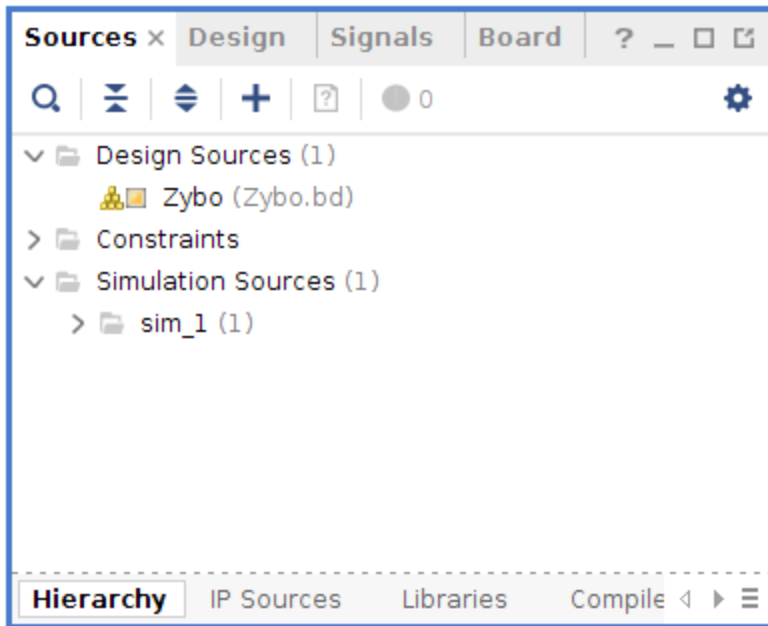 Sources Design Signals Board ?
? 0
Design Sources (1)
Zybo (Zybo.bd)
Constraints
Simulation Sources (1)
sim_1 (1)
Hierarchy IP Sources Libraries Compile